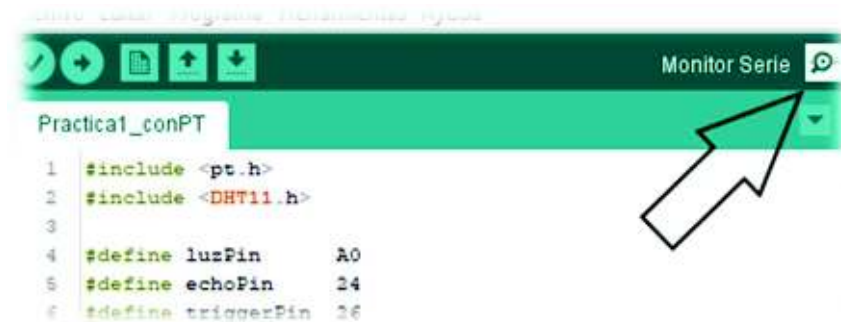 Monitor Serie
Practica1_conPT
1 #include <pt.h>
2 #include <DHT11.h>
3
4 #define luzPin A0
5 #define echoPin 24
6 #define triggerPin 26